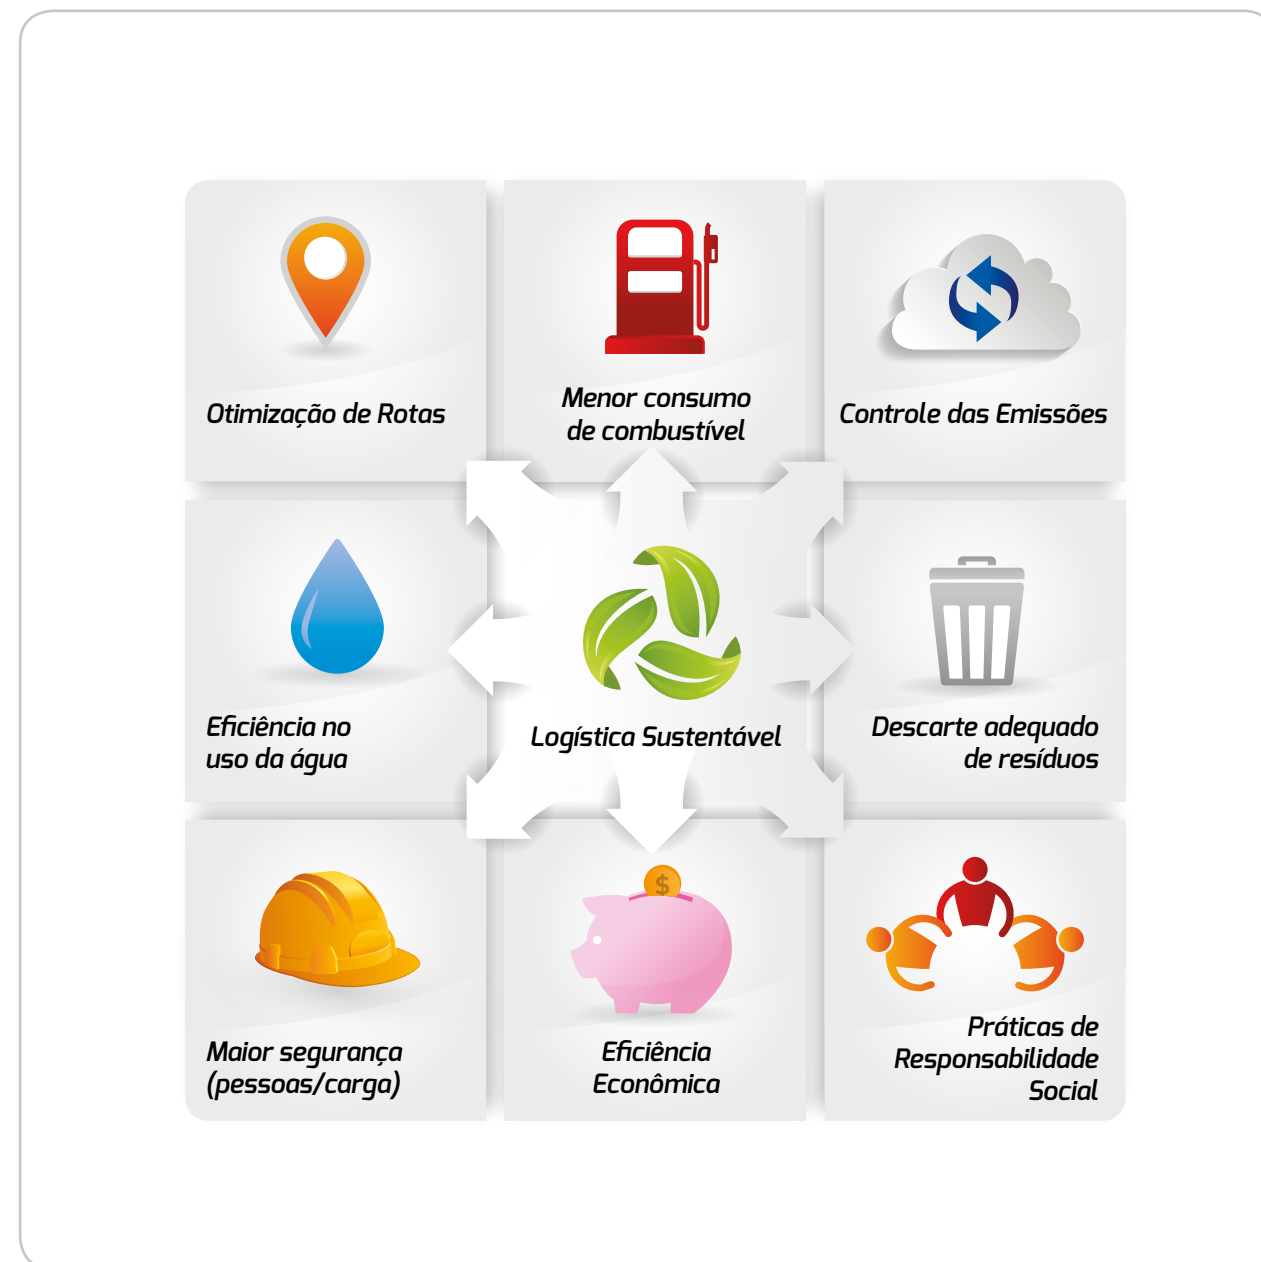 Otimização de Rotas
Menor consumo
de combustível
Controle das Emissões
Eficiência no
uso da água
Logística Sustentável
Descarte adequado
de resíduos
Maior segurança
(pessoas/carga)
$
Eficiência
Econômica
Práticas de
Responsabilidade
Social